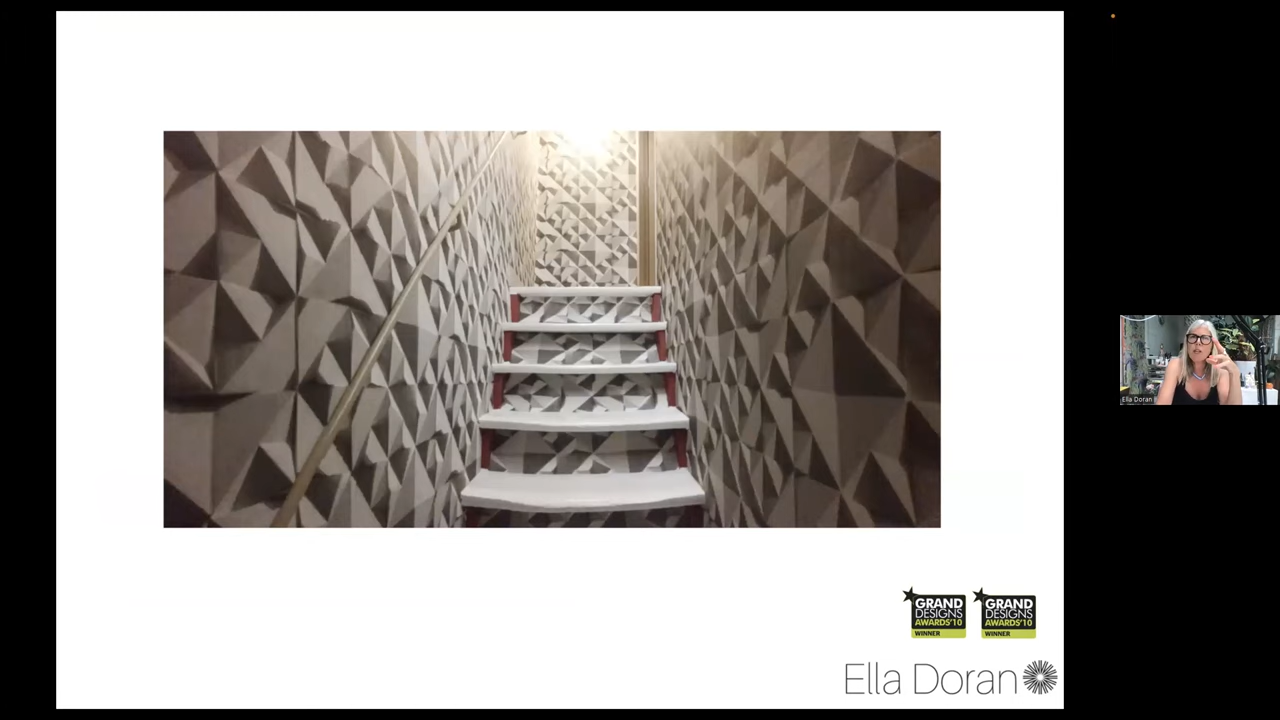 GRAND
DESIGNS
AWARDS'10
WINNER
GRAND
DESIGNS
AWARDS'10
WINNER
Ella Doran
Ella Doran